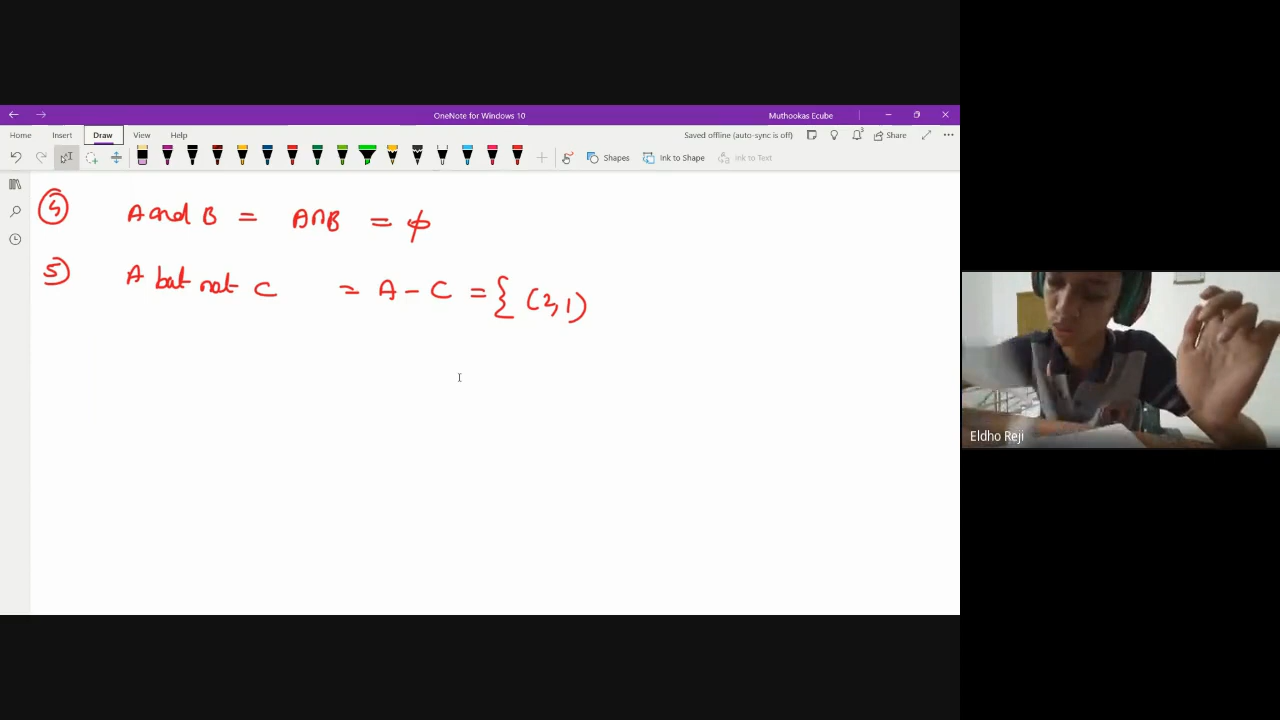 OneNote for Windows 10
Muthookas Ecube
Home Insert Draw View Help
Saved offline (auto-sync is off)
3
Share
Shapes
Ink to Shape
Ink to Text
④ A and B = A∩B = ϕ
⑤ A but not C = A - C = { (2,1)
Eldho Reji